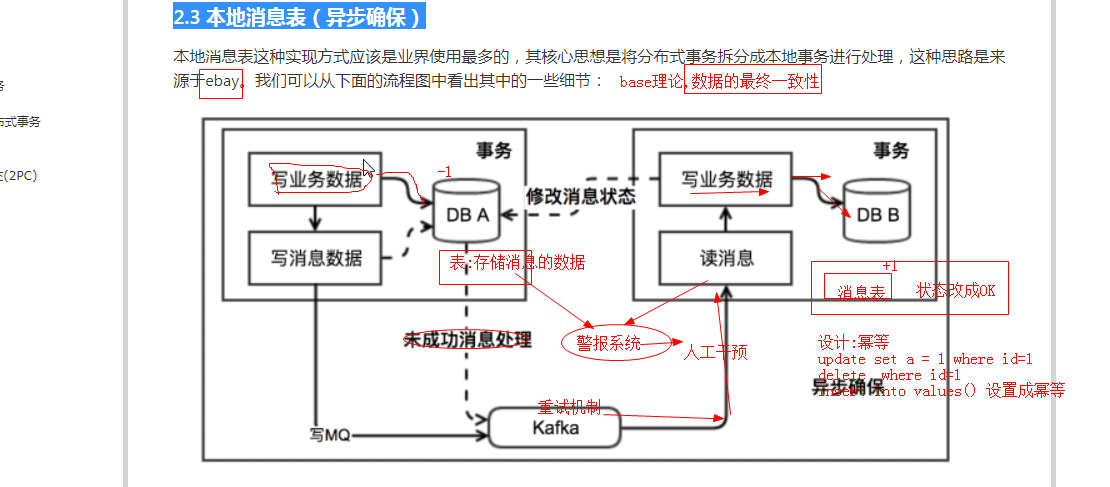 2.3 本地消息表（异步确保）
本地消息表这种实现方式应该是业界使用最多的，其核心思想是将分布式事务拆分成本地事务进行处理，这种思路是来
源于ebay。我们可以从下面的流程图中看出其中的一些细节：
base理论,数据的最终一致性
布式事务
(2PC)
事务
事务
写业务数据
-1
DB A
修改消息状态
写业务数据
DB B
写消息数据
表:存储消息的数据
读消息
+1
消息表
状态改成OK
未成功消息处理
警报系统
人工干预
设计:幂等
update set a = 1 where id=1
delete where id=1
into values() 设置成幂等
异步确保
重试机制
Kafka
写MQ